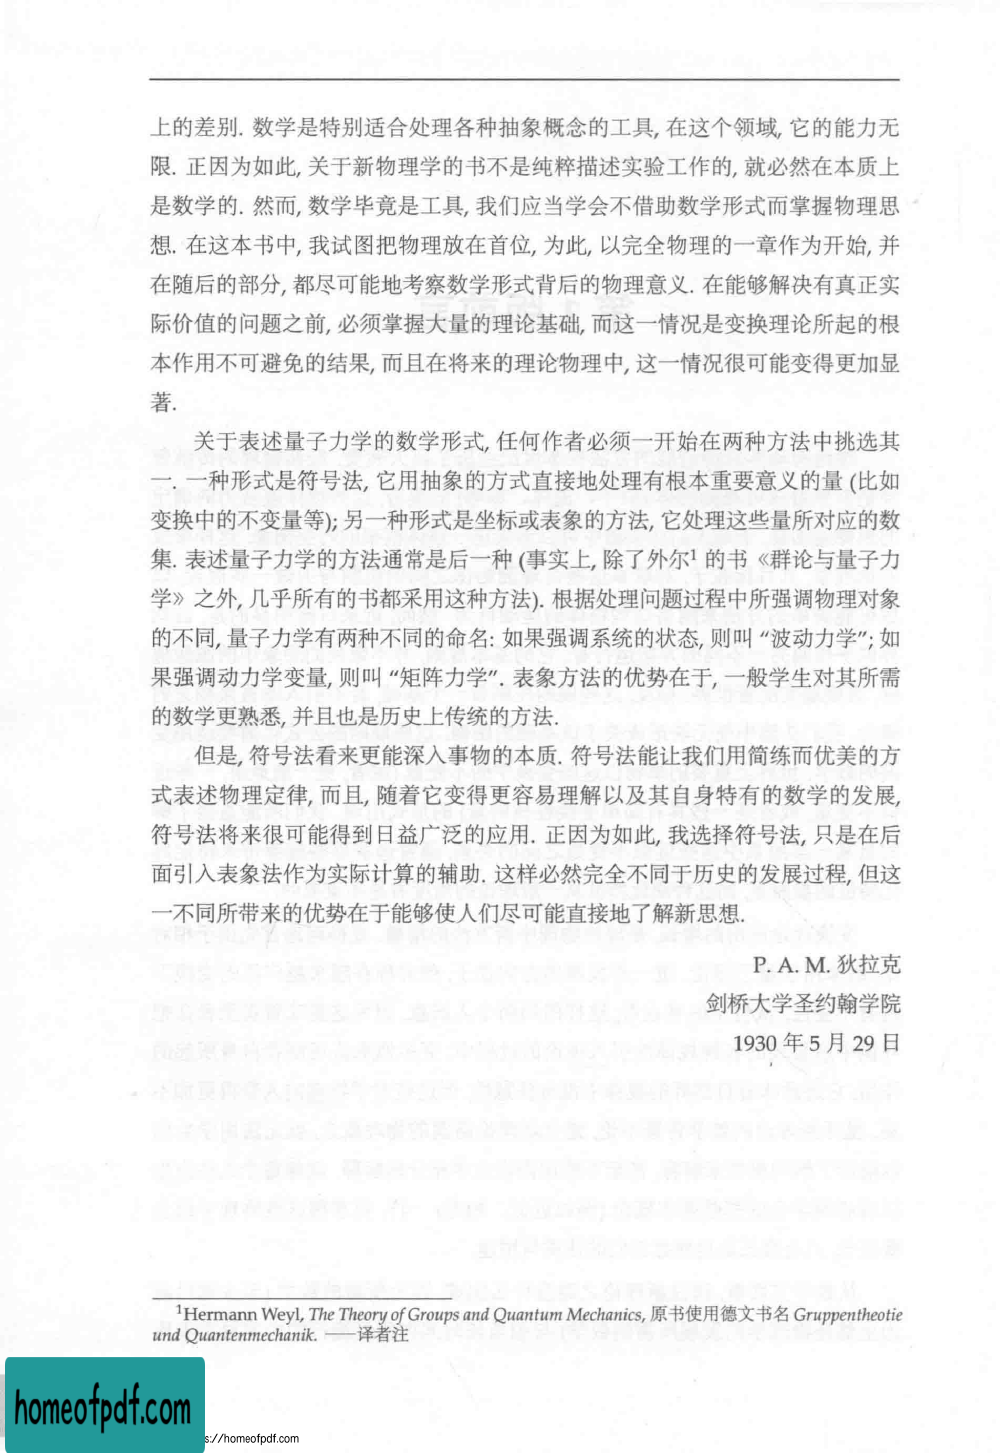 上的差别. 数学是特别适合处理各种抽象概念的工具, 在这个领域, 它的能力无
限. 正因为如此, 关于新物理学的书不是纯粹描述实验工作的, 就必然在本质上
是数学的. 然而, 数学毕竟是工具, 我们应当学会不借助数学形式而掌握物理思
想. 在这本书中, 我试图把物理放在首位, 为此, 以完全物理的一章作为开始, 并
在随后的部分, 都尽可能地考察数学形式背后的物理意义. 在能够解决有真正实
际价值的问题之前, 必须掌握大量的理论基础, 而这一情况是变换理论所起的根
本作用不可避免的结果, 而且在将来的理论物理中, 这一情况很可能变得更加显
著.
关于表述量子力学的数学形式, 任何作者必须一开始在两种方法中挑选其
一. 一种形式是符号法, 它用抽象的方式直接地处理有根本重要意义的量 (比如
变换中的不变量等); 另一种形式是坐标或表象的方法, 它处理这些量所对应的数
集. 表述量子力学的方法通常是后一种 (事实上, 除了外尔¹ 的书《群论与量子力
学》之外, 几乎所有的书都采用这种方法). 根据处理问题过程中所强调物理对象
的不同, 量子力学有两种不同的命名: 如果强调系统的状态, 则叫 “波动力学”; 如
果强调动力学变量, 则叫 “矩阵力学”. 表象方法的优势在于, 一般学生对其所需
的数学更熟悉, 并且也是历史上传统的方法.
但是, 符号法看来更能深入事物的本质. 符号法能让我们用简练而优美的方
式表述物理定律, 而且, 随着它变得更容易理解以及其自身特有的数学的发展,
符号法将来很可能得到日益广泛的应用. 正因为如此, 我选择符号法, 只是在后
面引入表象法作为实际计算的辅助. 这样必然完全不同于历史的发展过程, 但这
一不同所带来的优势在于能够使人们尽可能直接地了解新思想.
P. A. M. 狄拉克
剑桥大学圣约翰学院
1930 年 5 月 29 日
¹Hermann Weyl, The Theory of Groups and Quantum Mechonics, 原书使用德文书名 Gruppentheotie
und Quantenmechanik. ——译者注
homeofpdf.com
s://homeofpdf.com